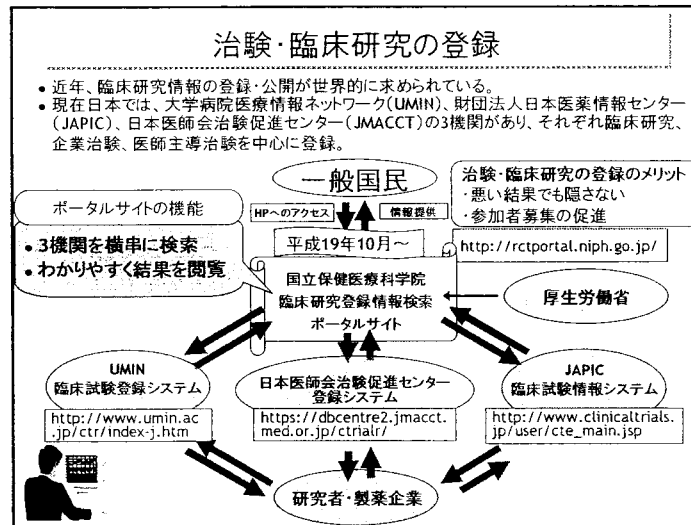 治験・臨床研究の登録
• 近年、臨床研究情報の登録・公開が世界的に求められている。
• 現在日本では、大学病院医療情報ネットワーク(UMIN)、財団法人日本医薬情報センター
(JAPIC)、日本医師会治験促進センター(JMACCT)の3機関があり、それぞれ臨床研究、
企業治験、医師主導治験を中心に登録。
一般国民
治験・臨床研究の登録のメリット
・悪い結果でも隠さない
・参加者募集の促進
ポータルサイトの機能
• 3機関を横串に検索
• わかりやすく結果を閲覧
HPへのアクセス
情報提供
平成19年10月～
http://rctportal.niph.go.jp/
国立保健医療科学院
臨床研究登録情報検索
ポータルサイト
厚生労働省
UMIN
臨床試験登録システム
http://www.umin.ac
.jp/ctr/index-j.htm
日本医師会治験促進センター
登録システム
https://dbcentre2.jmacct.
med.or.jp/ctrialr/
JAPIC
臨床試験情報システム
http://www.clinicaltrials.
jp/user/cte_main.jsp
研究者・製薬企業